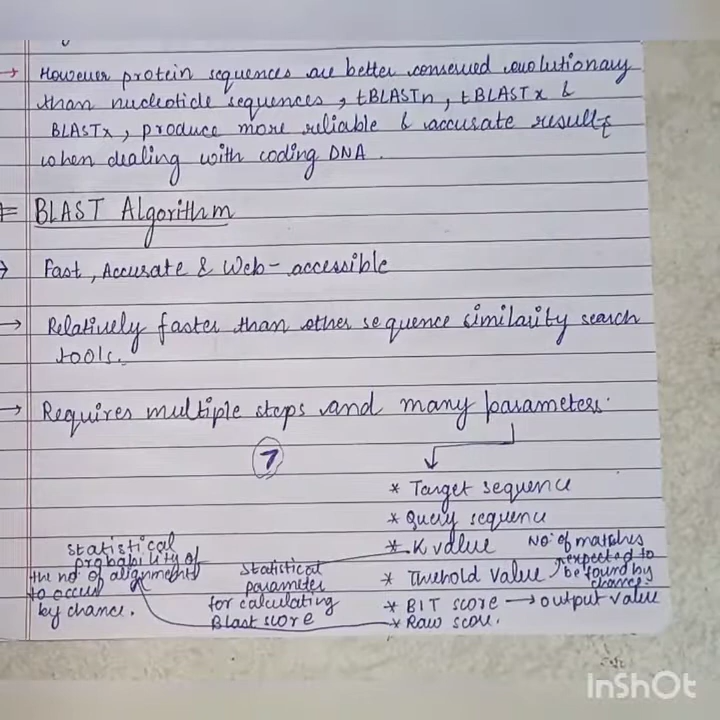 → However protein sequences are better conserved evolutionary
than nucleotide sequences, tBLASTn, tBLASTx &
BLASTx, produce more reliable & accurate results
when dealing with coding DNA.
BLAST Algorithm
→ Fast, Accurate & Web-accessible
→ Relatively faster than other sequence similarity search
tools.
→ Requires multiple steps and many parameters.
7
* Target sequence
* Query sequence
* K value
* Threhold value
No. of matches
expected to
be found by
chance.
* BIT score → output value
* Raw score.
Statistical
parameter
for calculating
Blast score
Statistical
probability of
the no. of alignments
to occur
by chance.
InShOt